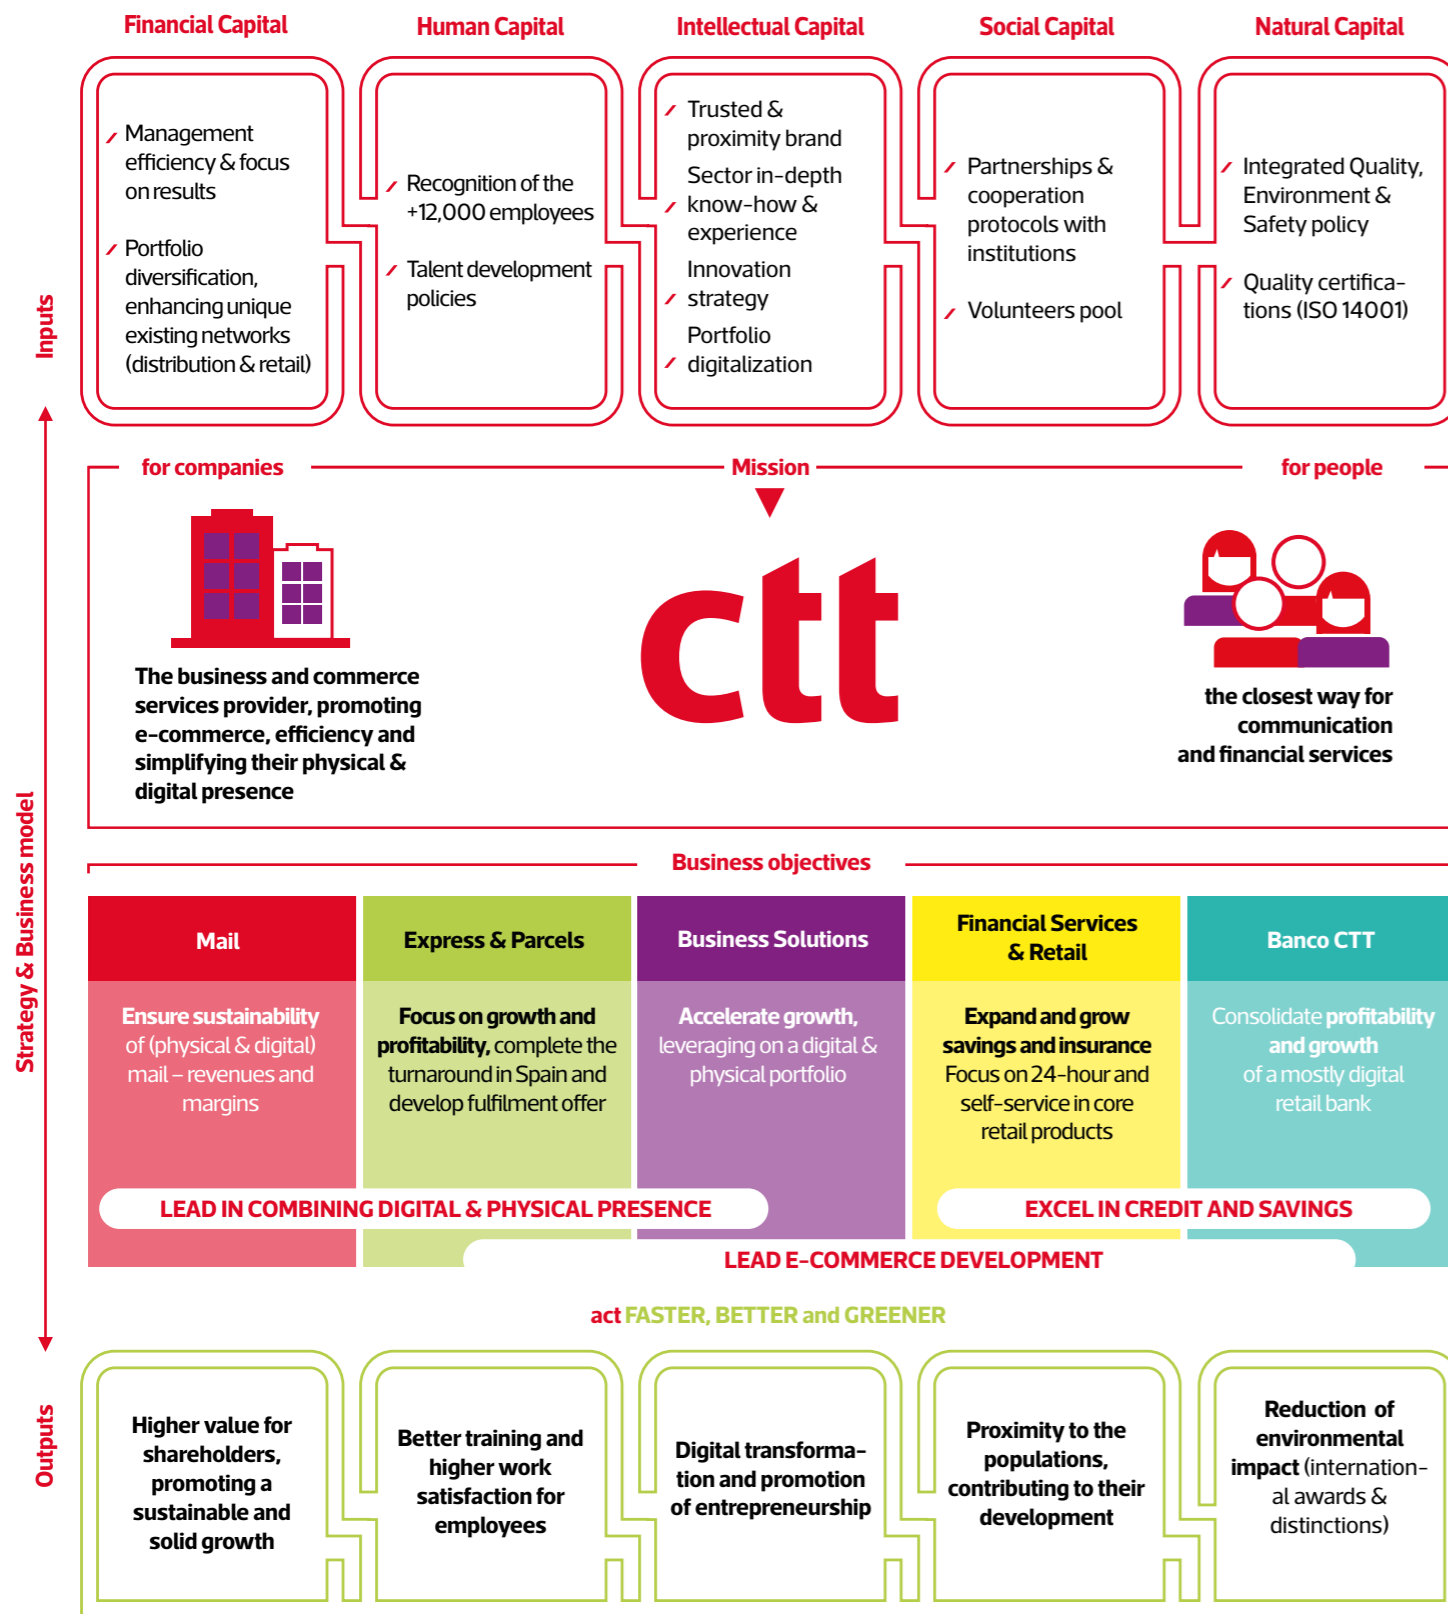 Financial Capital
Human Capital
Intellectual Capital
Social Capital
Natural Capital
Inputs
Management
efficiency & focus
on results
Portfolio
diversification,
enhancing unique
existing networks
(distribution & retail)
Recognition of the
+12,000 employees
Talent development
policies
Trusted &
proximity brand
Sector in-depth
know-how &
experience
Innovation
strategy
Portfolio
digitalization
Partnerships &
cooperation
protocols with
institutions
Volunteers pool
Integrated Quality,
Environment &
Safety policy
Quality certifica-
tions (ISO 14001)
Strategy & Business model
for companies
Mission
for people
The business and commerce
services provider, promoting
e-commerce, efficiency and
simplifying their physical &
digital presence
ctt
the closest way for
communication
and financial services
Business objectives
Mail
Ensure sustainability
of (physical & digital)
mail – revenues and
margins
Express & Parcels
Focus on growth and
profitability, complete the
turnaround in Spain and
develop fulfilment offer
Business Solutions
Accelerate growth,
leveraging on a digital &
physical portfolio
Financial Services
& Retail
Expand and grow
savings and insurance
Focus on 24-hour and
self-service in core
retail products
Banco CTT
Consolidate profitability
and growth
of a mostly digital
retail bank
LEAD IN COMBINING DIGITAL & PHYSICAL PRESENCE
EXCEL IN CREDIT AND SAVINGS
LEAD E-COMMERCE DEVELOPMENT
act FASTER, BETTER and GREENER
Outputs
Higher value for
shareholders,
promoting a
sustainable and
solid growth
Better training and
higher work
satisfaction for
employees
Digital transforma-
tion and promotion
of entrepreneurship
Proximity to the
populations,
contributing to their
development
Reduction of
environmental
impact (internation-
al awards &
distinctions)